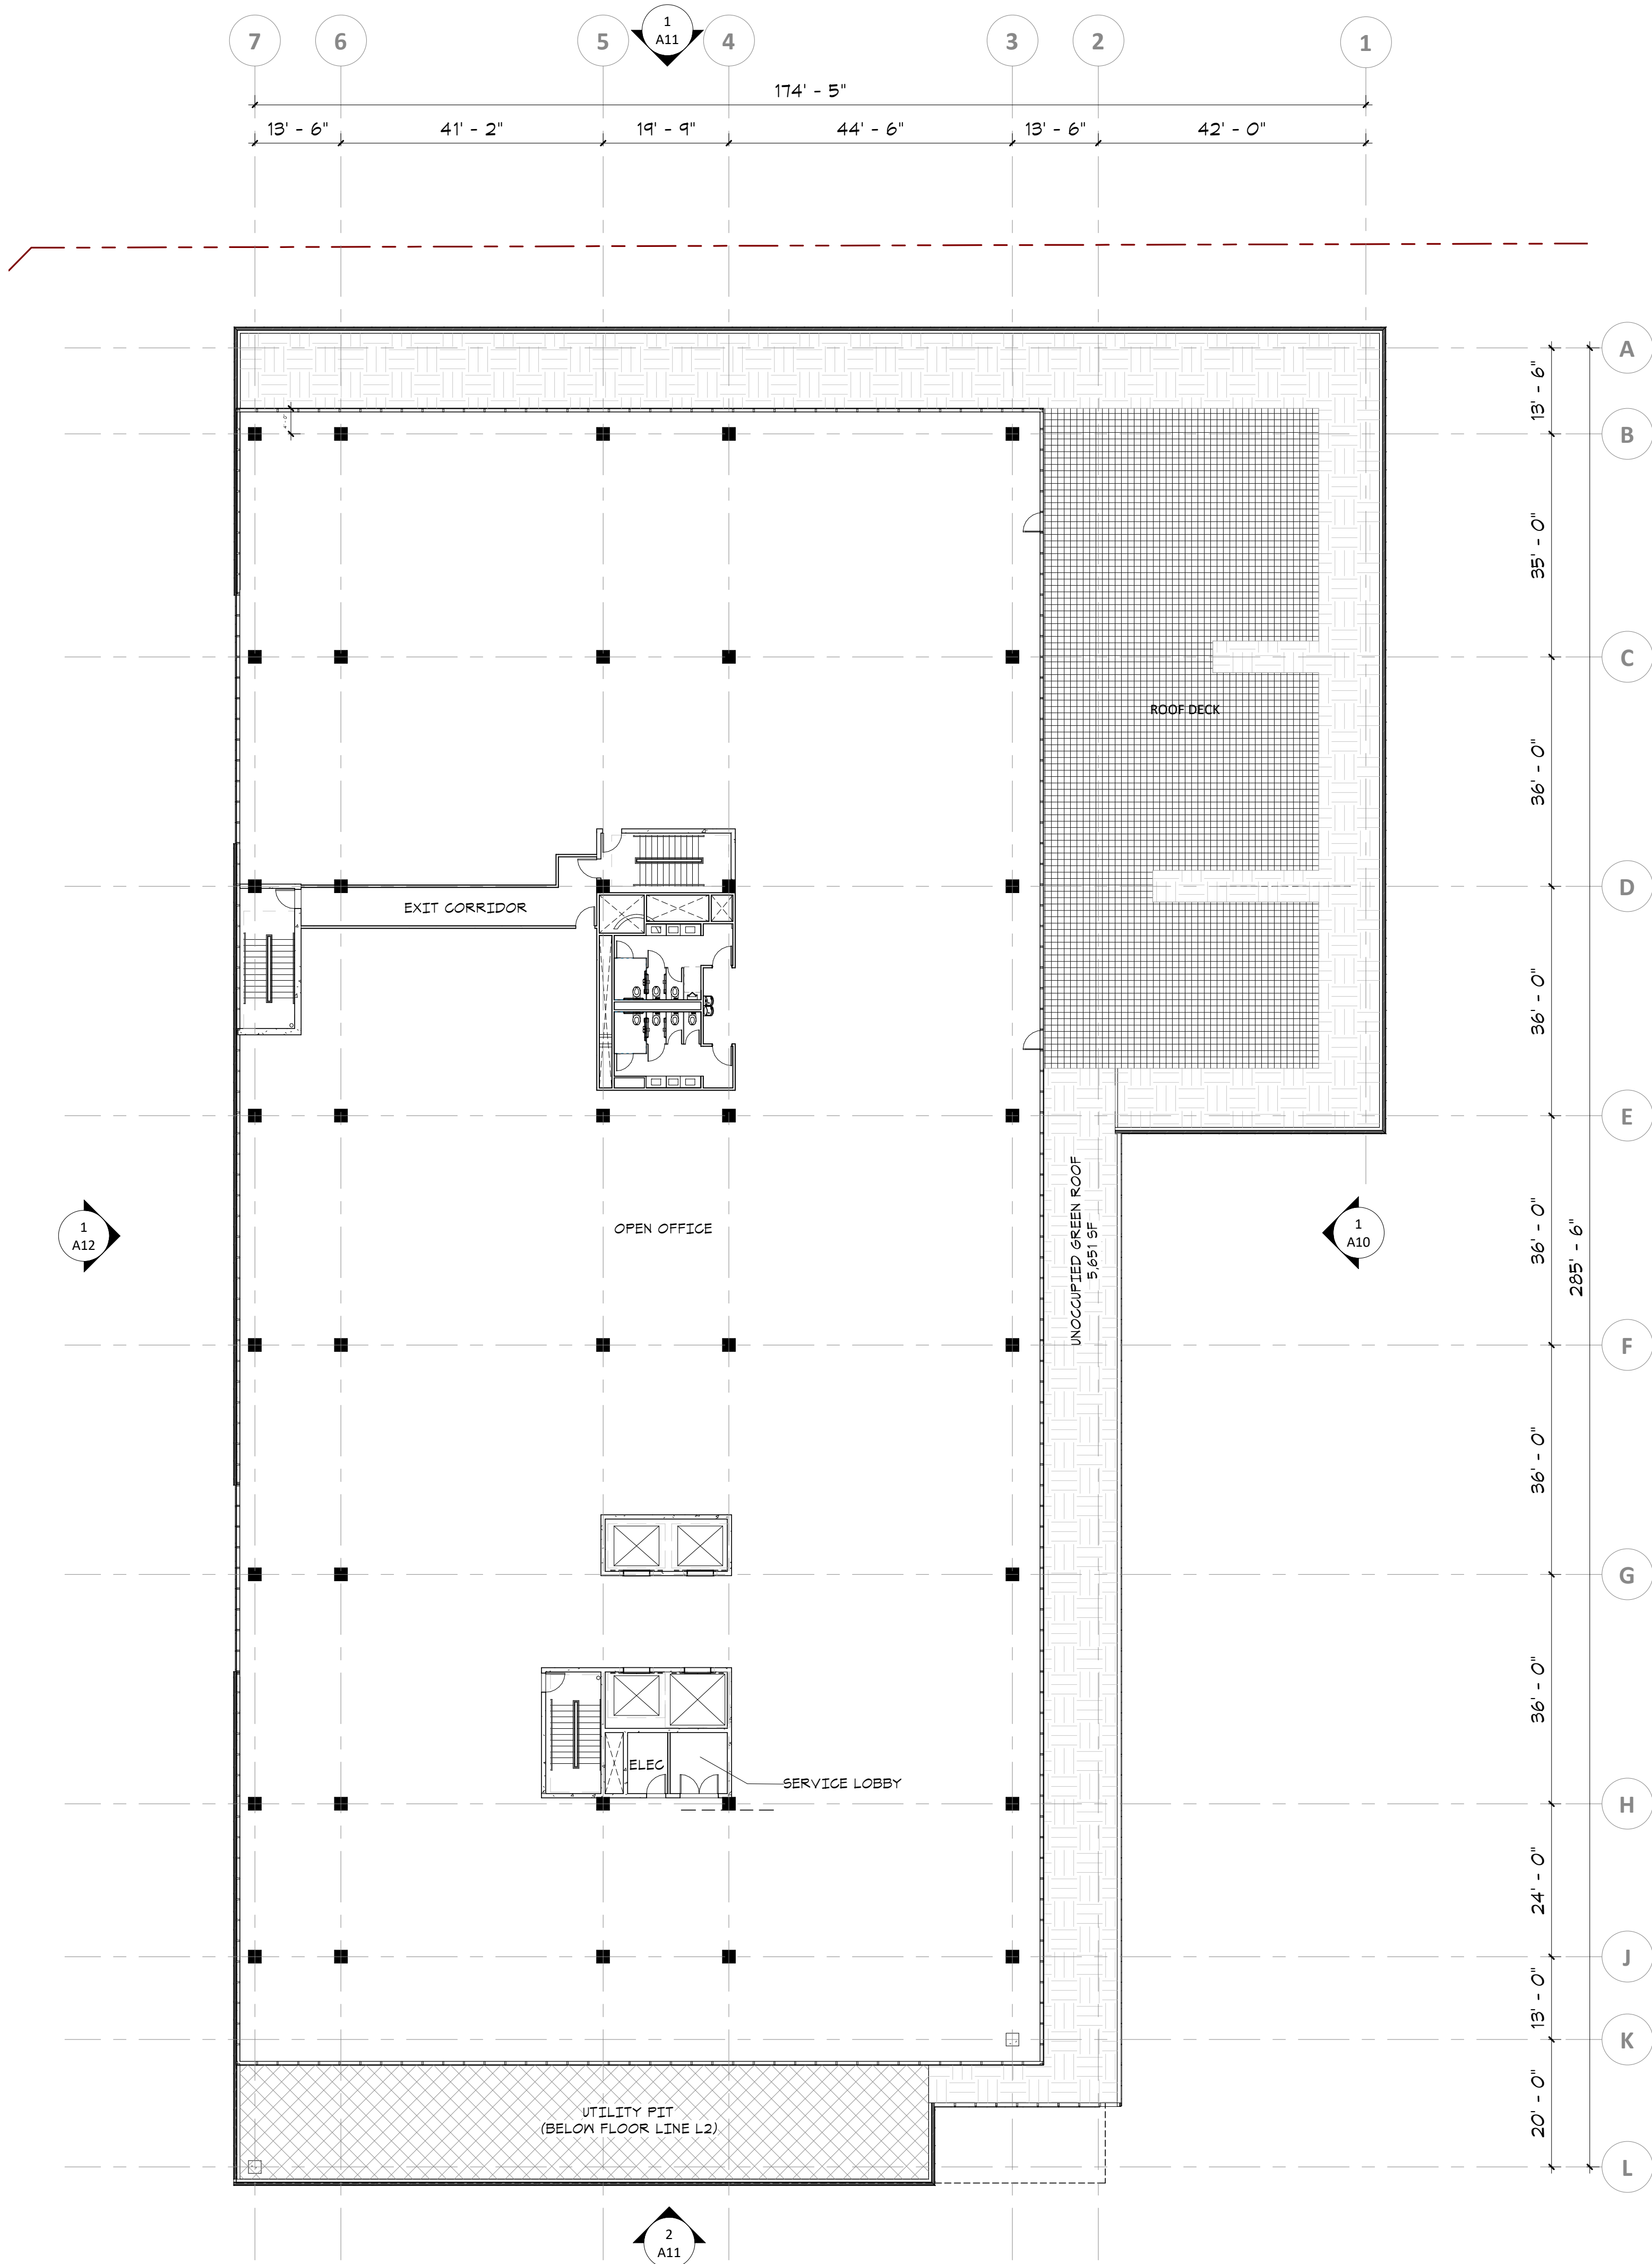 7
6
5
1
A11
4
3
2
1
174' - 5"
13' - 6"
41' - 2"
19' - 9"
44' - 6"
13' - 6"
42' - 0"
A
13' - 6"
B
35' - 0"
C
ROOF DECK
36' - 0"
D
EXIT CORRIDOR
36' - 0"
E
UNOCCUPIED GREEN ROOF
5,651 SF
OPEN OFFICE
1
A12
1
A10
36' - 0"
285' - 6"
F
36' - 0"
G
36' - 0"
ELEC
SERVICE LOBBY
H
24' - 0"
J
13' - 0"
K
UTILITY PIT
(BELOW FLOOR LINE L2)
20' - 0"
L
2
A11